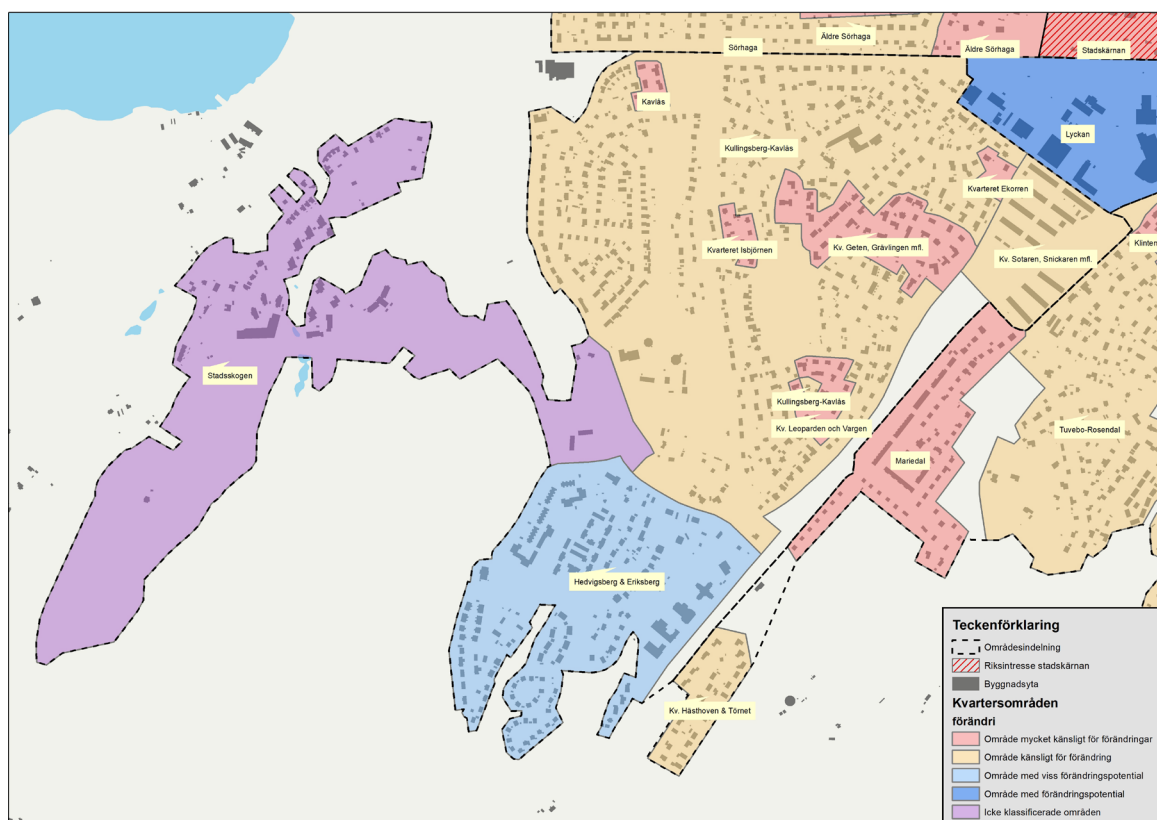 Äldre Sörhaga
Sörhaga
Äldre Sörhaga
Stadskärnan
Kavlås
Lyckan
Kullingsberg-Kavlås
Kvarteret Ekorren
Klinten
Kvarteret Isbjörnen
Kv. Geten, Grävlingen mfl.
Kv. Sotaren, Snickaren mfl.
Stadsskogen
Kullingsberg-Kavlås
Kv. Leoparden och Vargen
Tuvebo-Rosendal
Mariedal
Hedvigsberg & Eriksberg
Kv. Hästhoven & Törnet
Teckenförklaring
Områdesindelning
Riksintresse stadskärnan
Byggnadsyta
Kvartersområden
förändri
Område mycket känsligt för förändringar
Område känsligt för förändring
Område med viss förändringspotential
Område med förändringspotential
Icke klassificerade områden